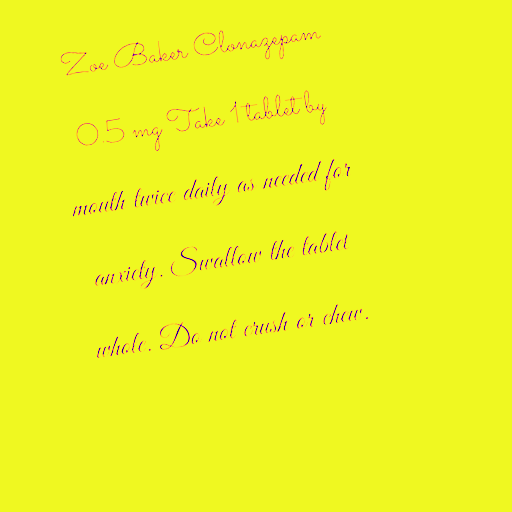 Zoe Baker Clonazepam
0.5 mg Take 1 tablet by
mouth twice daily as needed for
anxiety. Swallow the tablet
whole. Do not crush or chew.